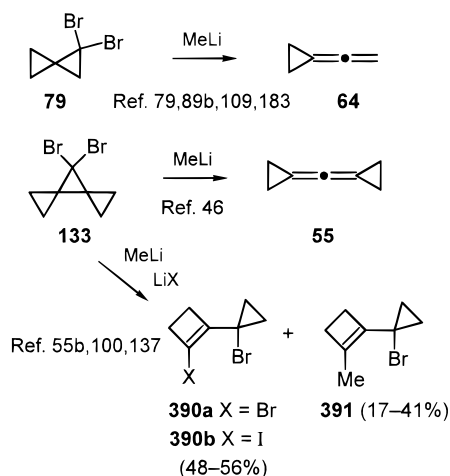 Br
Br
MeLi
79
Ref. 79,89b,109,183
64
Br Br
MeLi
Ref. 46
133
55
MeLi
LiX
Ref. 55b,100,137
Br
X
+
Br
Me
390a X = Br
391 (17–41%)
390b X = I
(48–56%)